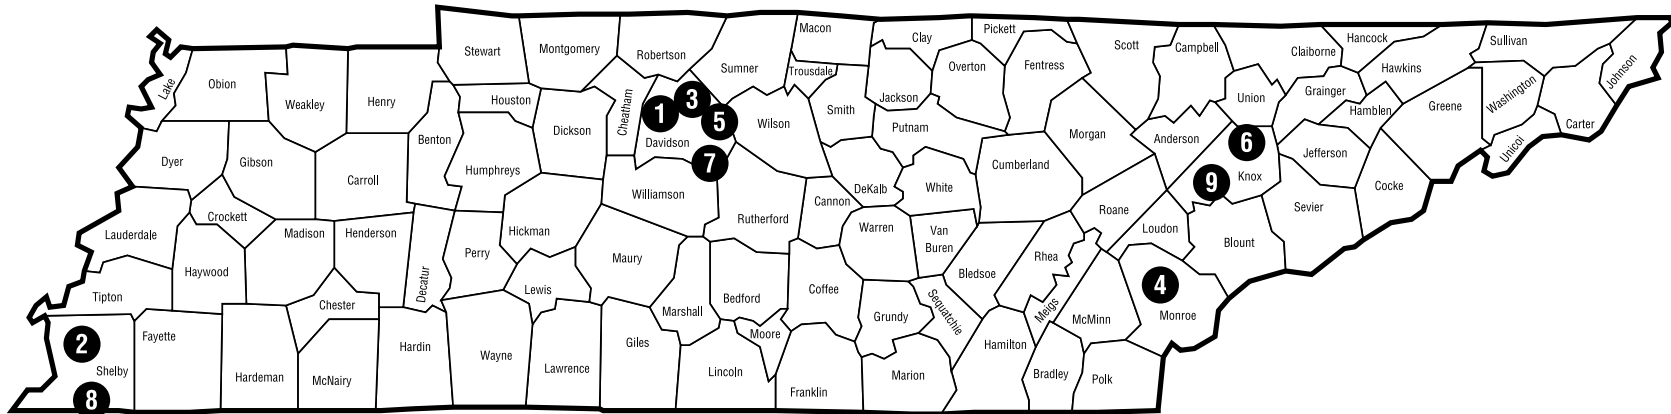 Lake
Obion
Weakley
Henry
Stewart
Montgomery
Robertson
Sumner
Macon
Trousdale
Clay
Pickett
Overton
Fentress
Scott
Campbell
Claiborne
Hancock
Hawkins
Sullivan
Johnson
Carter
Washington
Unicoi
Greene
Hamblen
Grainger
Union
Anderson
Morgan
Jackson
Smith
Putnam
Wilson
1
3
5
Davidson
7
Cheatham
Dickson
Houston
Benton
Humphreys
Dyer
Gibson
Carroll
Crockett
Lauderdale
Haywood
Madison
Henderson
Decatur
Perry
Hickman
Williamson
Rutherford
Cannon
DeKalb
White
Cumberland
6
9
Knox
Jefferson
Cocke
Sevier
Blount
Loudon
Roane
Rhea
Meigs
Bledsoe
Van
Buren
Warren
Coffee
Bedford
Marshall
Maury
Lewis
Chester
Tipton
2
Shelby
8
Fayette
Hardeman
McNairy
Hardin
Wayne
Lawrence
Giles
Lincoln
Moore
Franklin
Grundy
Sequatchie
Marion
Hamilton
Bradley
Polk
McMinn
4
Monroe